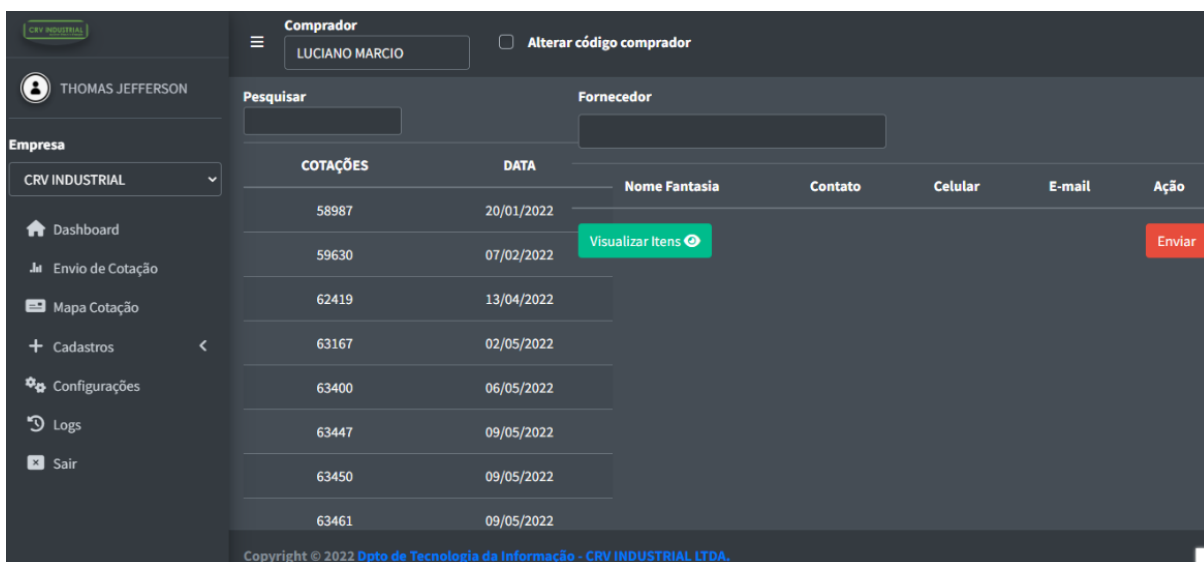 CRV INDUSTRIAL
THOMAS JEFFERSON
Empresa
CRV INDUSTRIAL
Dashboard
Envio de Cotação
Mapa Cotação
Cadastros
Configurações
Logs
Sair
Comprador
LUCIANO MARCIO
Alterar código comprador
Pesquisar
COTAÇÕES DATA
58987 20/01/2022
59630 07/02/2022
62419 13/04/2022
63167 02/05/2022
63400 06/05/2022
63447 09/05/2022
63450 09/05/2022
63461 09/05/2022
Fornecedor
Nome Fantasia Contato Celular E-mail Ação
Visualizar Itens Enviar
Copyright © 2022 Dpto de Tecnologia da Informação - CRV INDUSTRIAL LTDA.